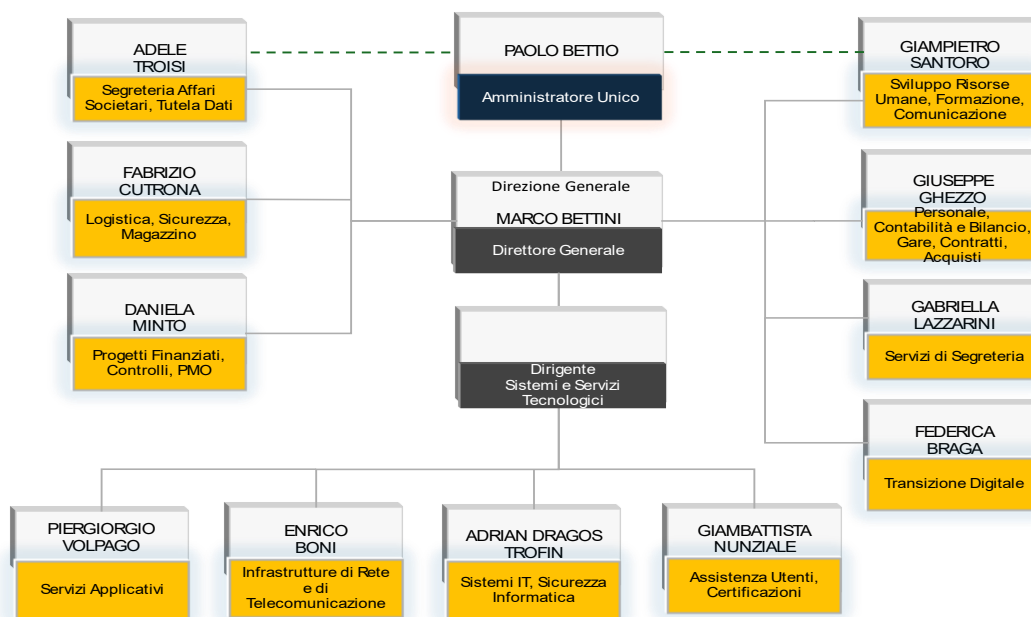 ADELE
TROISI
Segreteria Affari
Societari, Tutela Dati
PAOLO BETTIO
Amministratore Unico
GIAMPIETRO
SANTORO
Sviluppo Risorse
Umane, Formazione,
Comunicazione
FABRIZIO
CUTRONA
Logistica, Sicurezza,
Magazzino
Direzione Generale
MARCO BETTINI
Direttore Generale
GIUSEPPE
GHEZZO
Personale,
Contabilità e Bilancio,
Gare, Contratti,
Acquisti
DANIELA
MINTO
Progetti Finanziati,
Controlli, PMO
Dirigente
Sistemi e Servizi
Tecnologici
GABRIELLA
LAZZARINI
Servizi di Segreteria
FEDERICA
BRAGA
Transizione Digitale
PIERGIORGIO
VOLPAGO
Servizi Applicativi
ENRICO
BONI
Infrastrutture di Rete
e di
Telecomunicazione
ADRIAN DRAGOS
TROFIN
Sistemi IT, Sicurezza
Informatica
GIAMBATTISTA
NUNZIALE
Assistenza Utenti,
Certificazioni